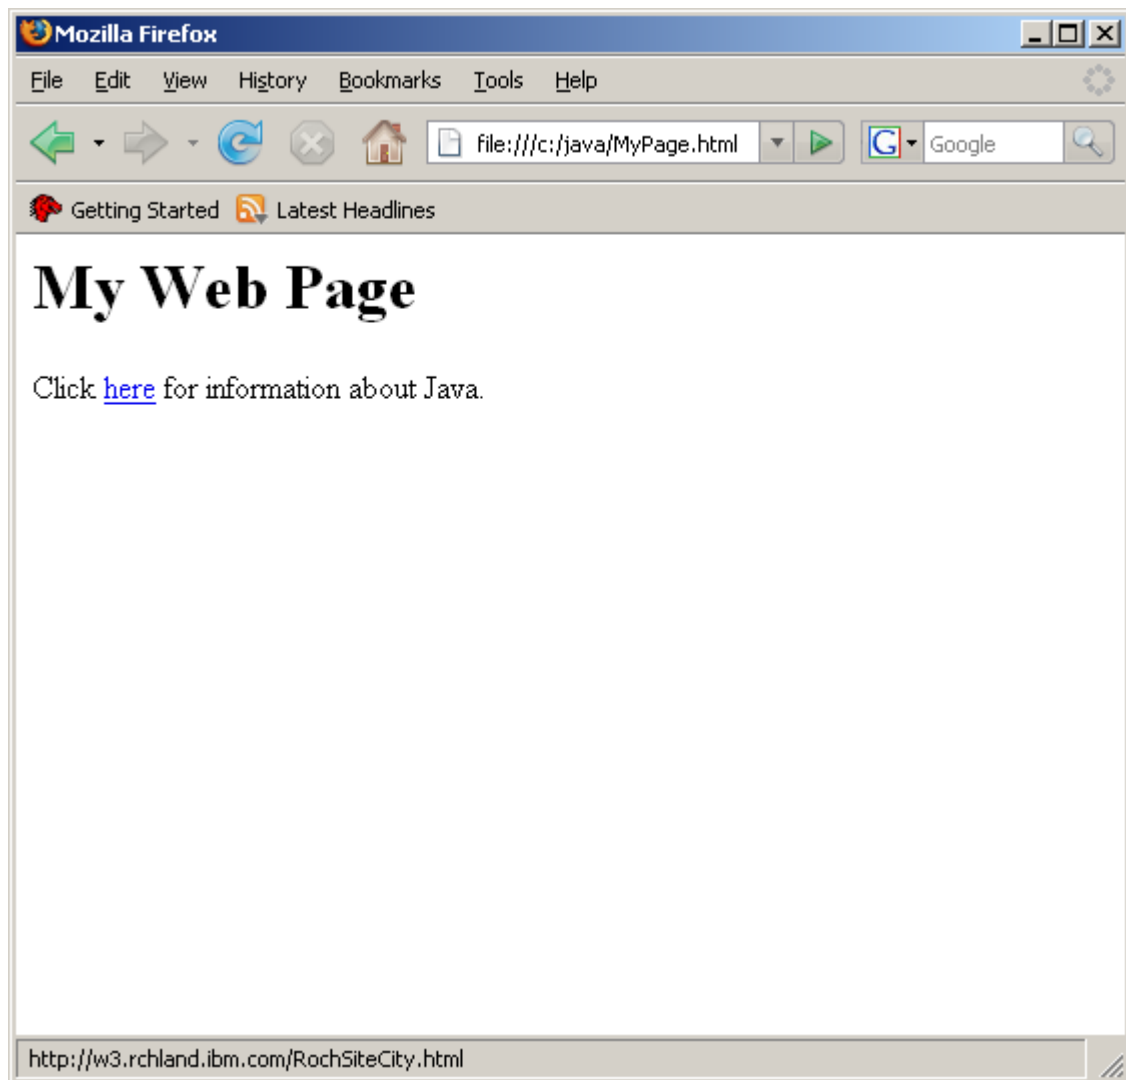 Mozilla Firefox
File Edit View History Bookmarks Tools Help
file:///c:/java/MyPage.html G Google
Getting Started Latest Headlines
My Web Page
Click here for information about Java.
http://w3.rchland.ibm.com/RochSiteCity.html